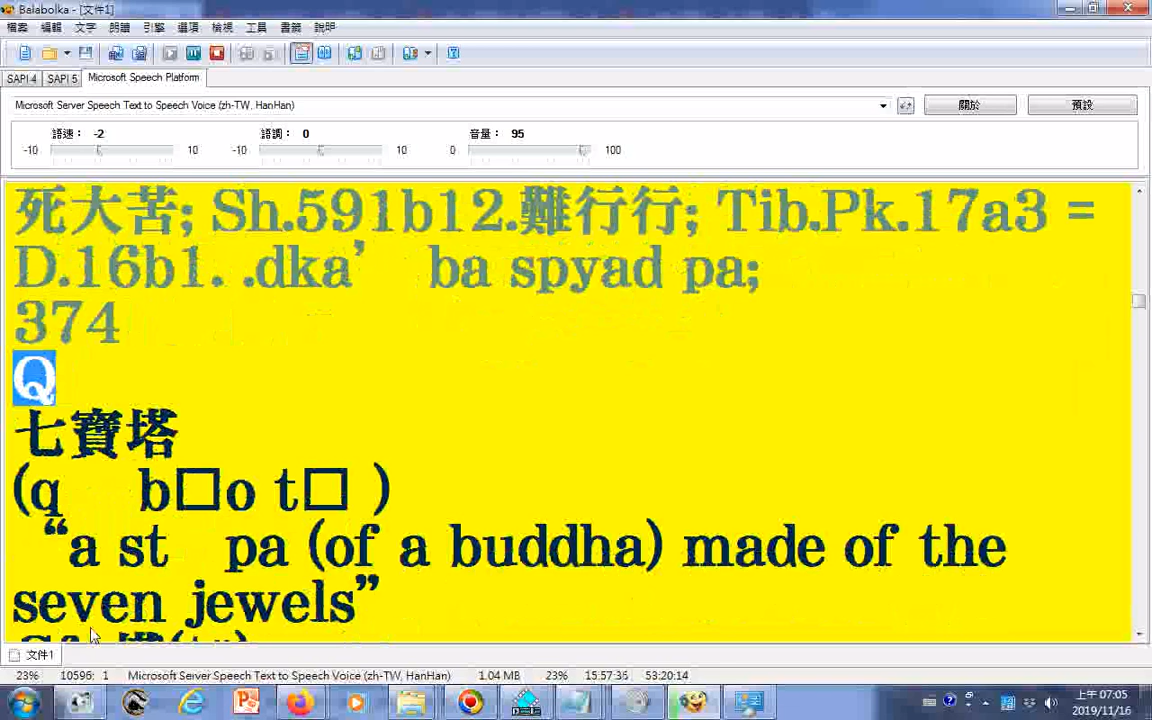 Balabolka - [文件1]
檔案 編輯 文字 朗讀 引擎 選項 檢視 工具 書籤 說明
SAPI 4 SAPI 5 Microsoft Speech Platform
Microsoft Server Speech Text to Speech Voice (zh-TW, HanHan) 關於 預設
語速： -2 語調： 0 音量： 95
-10 10 -10 10 0 100
死大苦; Sh.591b12.難行行; Tib.Pk.17a3 =
D.16b1. .dka’ ba spyad pa;
374
Q
七寶塔
(q b□o t□ )
“a st pa (of a buddha) made of the
seven jewels”
文件1
23% 10596: 1 Microsoft Server Speech Text to Speech Voice (zh-TW, HanHan) 1.04 MB 23% 15:57:35 53:20:14
上午 07:05
2019/11/16